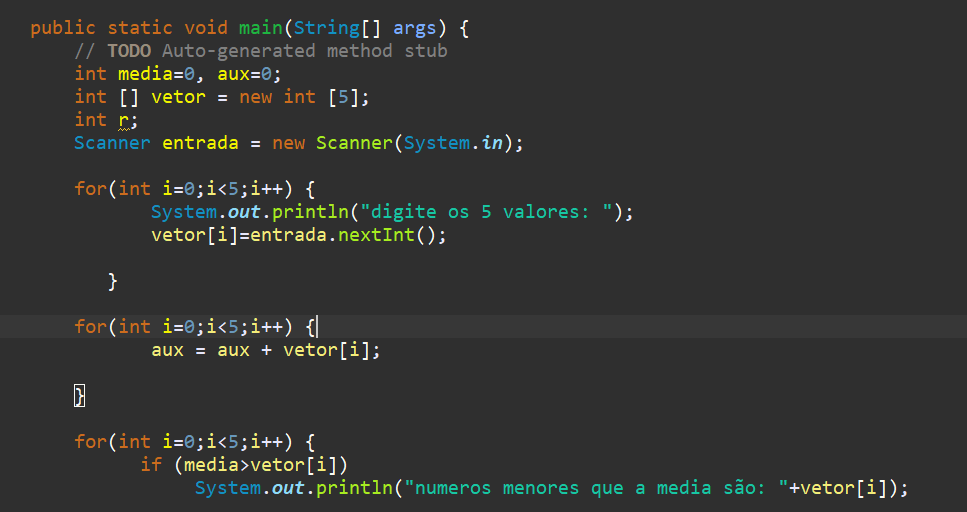 public static void main(String[] args) {
// TODO Auto-generated method stub
int media=0, aux=0;
int [] vetor = new int [5];
int r;
Scanner entrada = new Scanner(System.in);
for(int i=0;i<5;i++) {
System.out.println("digite os 5 valores: ");
vetor[i]=entrada.nextInt();
}
for(int i=0;i<5;i++) {
aux = aux + vetor[i];
}
for(int i=0;i<5;i++) {
if (media>vetor[i])
System.out.println("numeros menores que a media são: "+vetor[i]);